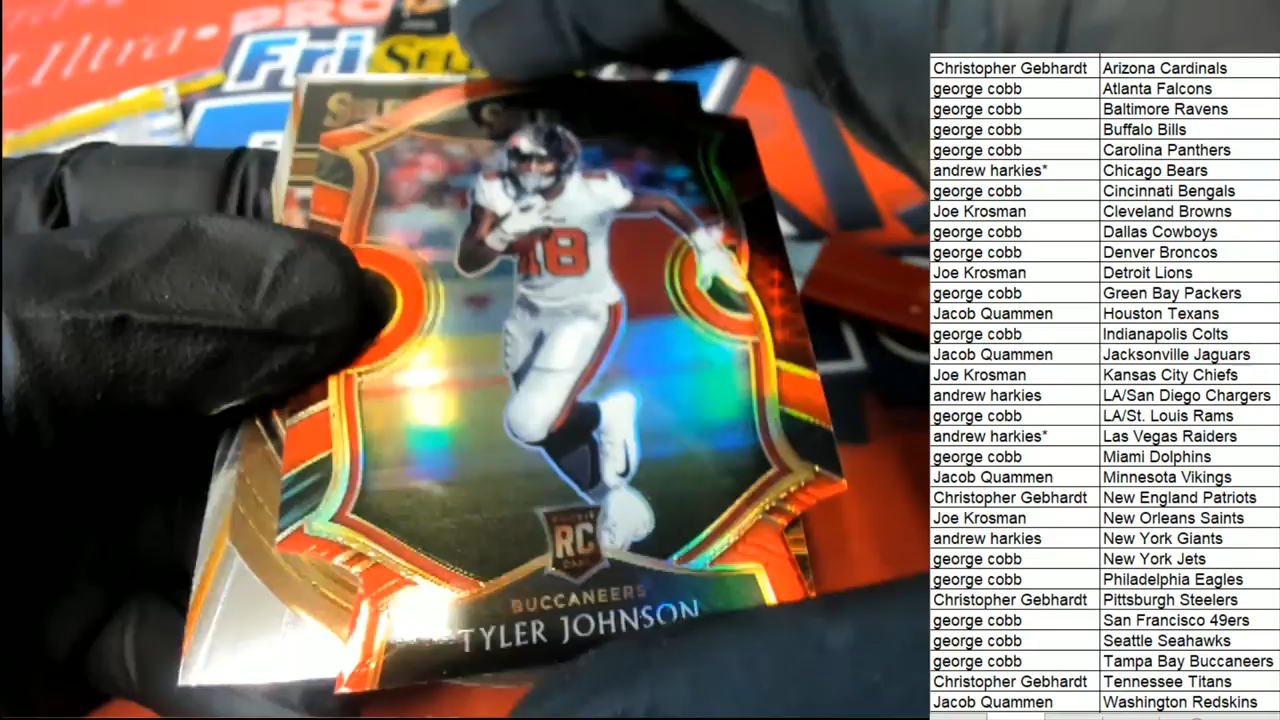 Ultra PRO
Fri
SEL
SEL
18
RC
BUCCANEERS
TYLER JOHNSON
Christopher Gebhardt Arizona Cardinals
george cobb Atlanta Falcons
george cobb Baltimore Ravens
george cobb Buffalo Bills
george cobb Carolina Panthers
andrew harkies* Chicago Bears
george cobb Cincinnati Bengals
Joe Krosman Cleveland Browns
george cobb Dallas Cowboys
george cobb Denver Broncos
Joe Krosman Detroit Lions
george cobb Green Bay Packers
Jacob Quammen Houston Texans
george cobb Indianapolis Colts
Jacob Quammen Jacksonville Jaguars
Joe Krosman Kansas City Chiefs
andrew harkies LA/San Diego Chargers
george cobb LA/St. Louis Rams
andrew harkies* Las Vegas Raiders
george cobb Miami Dolphins
Jacob Quammen Minnesota Vikings
Christopher Gebhardt New England Patriots
Joe Krosman New Orleans Saints
andrew harkies New York Giants
george cobb New York Jets
george cobb Philadelphia Eagles
Christopher Gebhardt Pittsburgh Steelers
george cobb San Francisco 49ers
george cobb Seattle Seahawks
george cobb Tampa Bay Buccaneers
Christopher Gebhardt Tennessee Titans
Jacob Quammen Washington Redskins